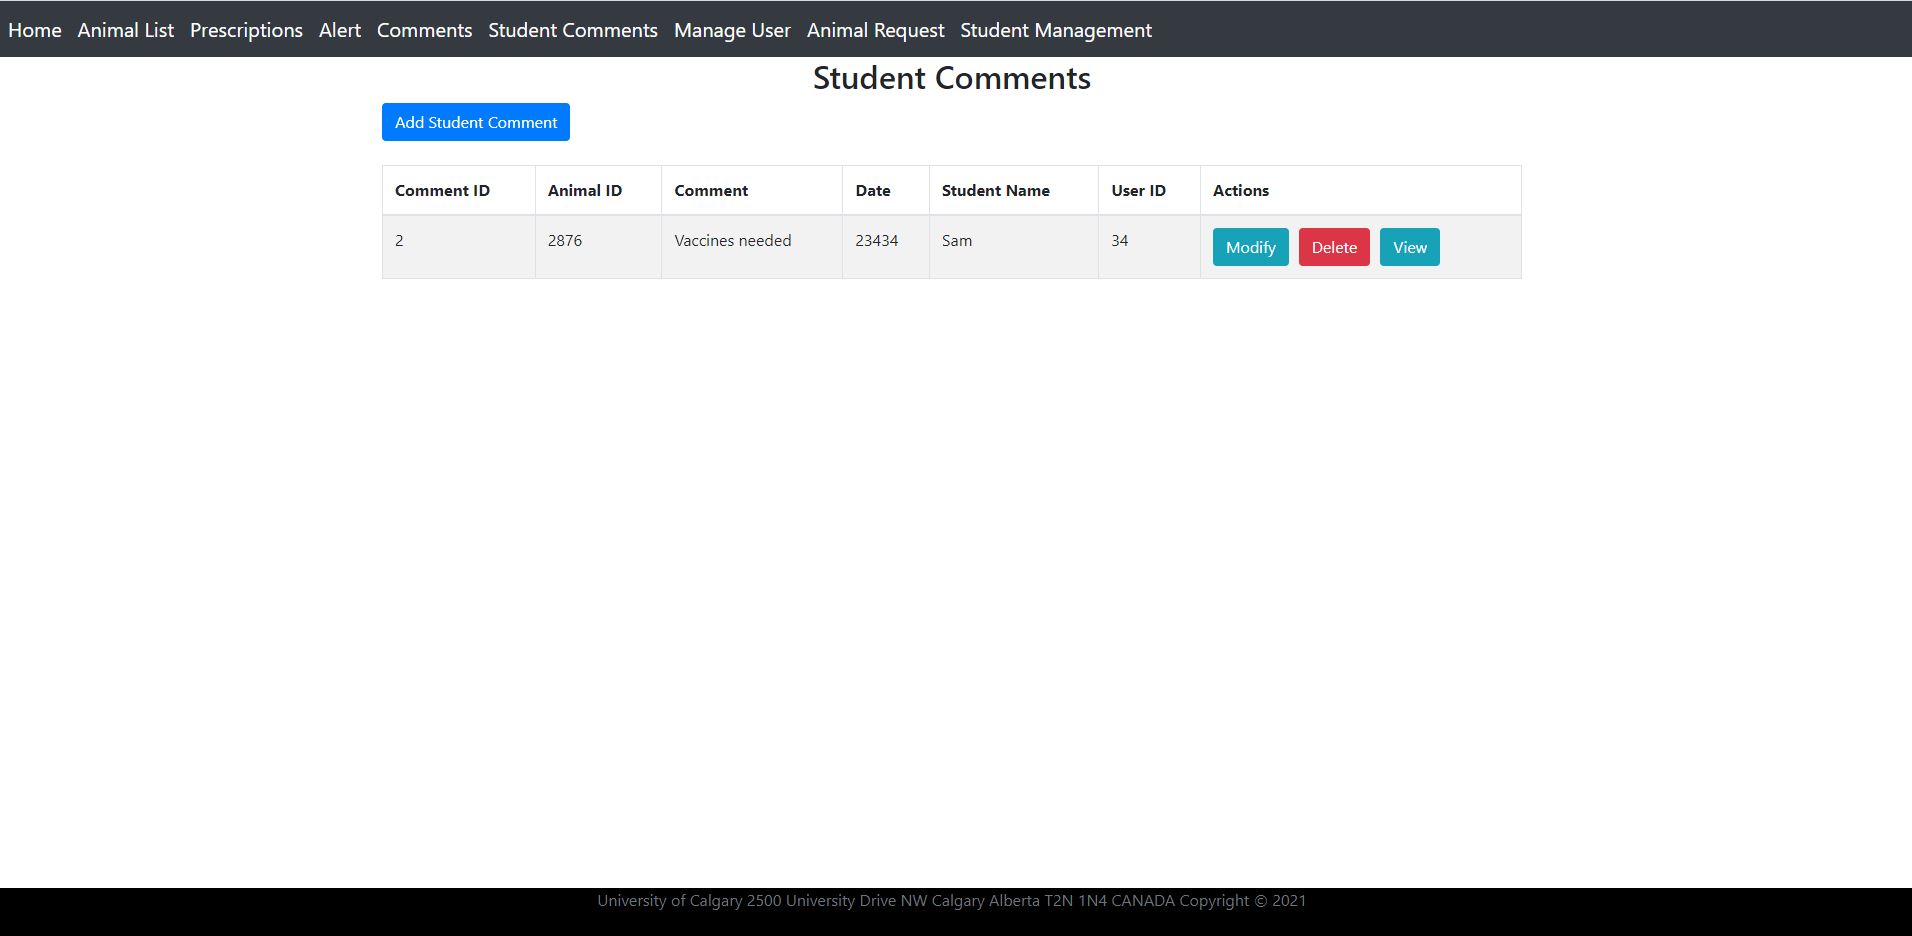 Home Animal List Prescriptions Alert Comments Student Comments Manage User Animal Request Student Management
Student Comments
Add Student Comment
Comment ID Animal ID Comment Date Student Name User ID Actions
2 2876 Vaccines needed 23434 Sam 34 Modify Delete View
University of Calgary 2500 University Drive NW Calgary Alberta T2N 1N4 CANADA Copyright © 2021